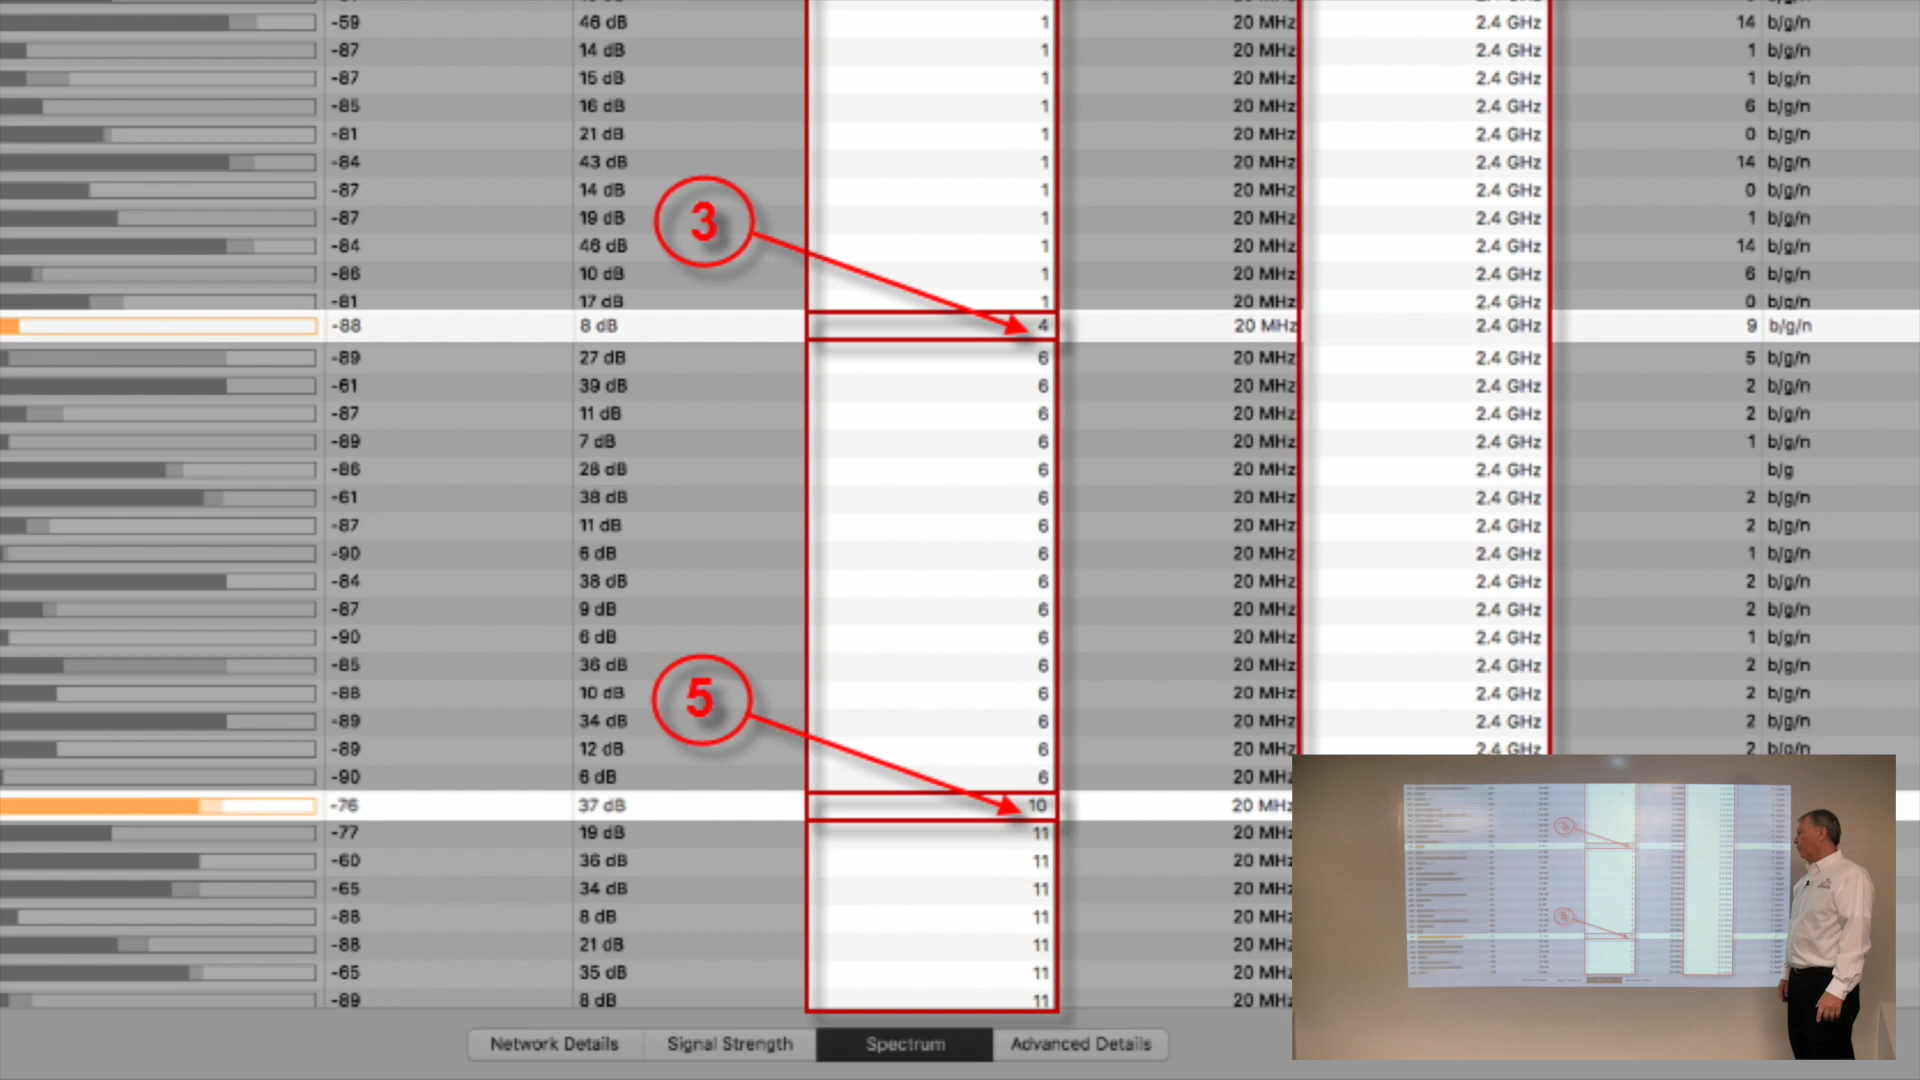 -59 46 dB 1 20 MHz 2.4 GHz 14 b/g/n
-87 14 dB 1 20 MHz 2.4 GHz 1 b/g/n
-87 15 dB 1 20 MHz 2.4 GHz 1 b/g/n
-85 16 dB 1 20 MHz 2.4 GHz 6 b/g/n
-81 21 dB 1 20 MHz 2.4 GHz 0 b/g/n
-84 43 dB 1 20 MHz 2.4 GHz 14 b/g/n
-87 14 dB 1 20 MHz 2.4 GHz 0 b/g/n
-87 19 dB 1 20 MHz 2.4 GHz 1 b/g/n
3
-84 46 dB 1 20 MHz 2.4 GHz 14 b/g/n
-86 10 dB 1 20 MHz 2.4 GHz 6 b/g/n
-81 17 dB 1 20 MHz 2.4 GHz 0 b/g/n
-88 8 dB 4 20 MHz 2.4 GHz 9 b/g/n
-89 27 dB 6 20 MHz 2.4 GHz 5 b/g/n
-61 39 dB 6 20 MHz 2.4 GHz 2 b/g/n
-87 11 dB 6 20 MHz 2.4 GHz 2 b/g/n
-89 7 dB 6 20 MHz 2.4 GHz 1 b/g/n
-86 28 dB 6 20 MHz 2.4 GHz b/g
-61 38 dB 6 20 MHz 2.4 GHz 2 b/g/n
-87 11 dB 6 20 MHz 2.4 GHz 2 b/g/n
-90 6 dB 6 20 MHz 2.4 GHz 1 b/g/n
-84 38 dB 6 20 MHz 2.4 GHz 2 b/g/n
-87 9 dB 6 20 MHz 2.4 GHz 2 b/g/n
-90 6 dB 6 20 MHz 2.4 GHz 1 b/g/n
-85 36 dB 6 20 MHz 2.4 GHz 2 b/g/n
-88 10 dB 6 20 MHz 2.4 GHz 2 b/g/n
5
-89 34 dB 6 20 MHz 2.4 GHz 2 b/g/n
-89 12 dB 6 20 MHz 2.4 GHz 2 b/g/n
-90 6 dB 6 20 MHz
-76 37 dB 10 20 MHz
-77 19 dB 11 20 MHz
-60 36 dB 11 20 MHz
-65 34 dB 11 20 MHz
-88 8 dB 11 20 MHz
-88 21 dB 11 20 MHz
-65 35 dB 11 20 MHz
-89 8 dB 11 20 MHz
Network Details Signal Strength Spectrum Advanced Details